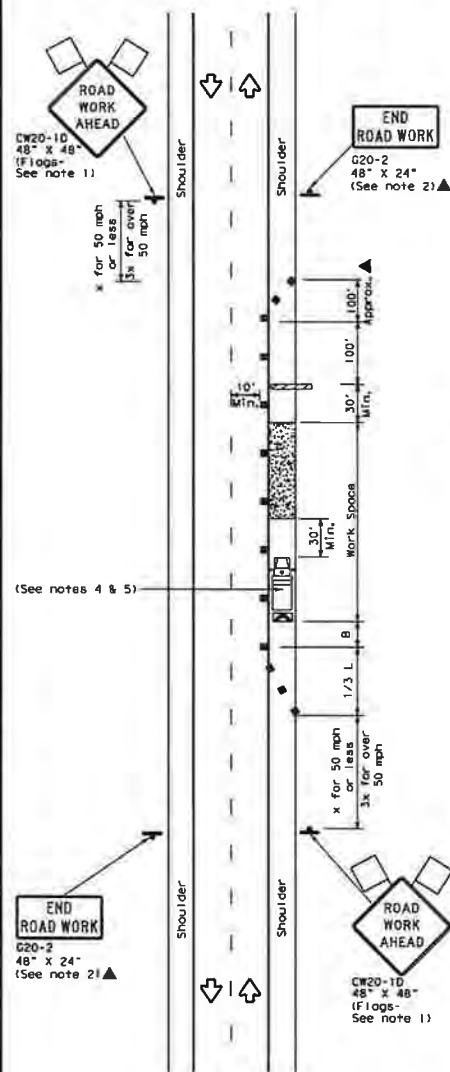 ROAD
WORK
AHEAD
CW20-1D
48" X 48"
(Flags-
See note 1)
Shoulder
Shoulder
END
ROAD WORK
G20-2
48" X 24"
(See note 2)▲
x for 50 mph
or less
3x for over
50 mph
100'
Approx.
▲
100'
10'
Min.
30'
Min.
Work Space
30'
Min.
(See notes 4 & 5)
B
1/3 L
x for 50 mph
or less
3x for over
50 mph
END
ROAD WORK
G20-2
48" X 24"
(See note 2)▲
Shoulder
Shoulder
ROAD
WORK
AHEAD
CW20-1D
48" X 48"
(Flags-
See note 1)